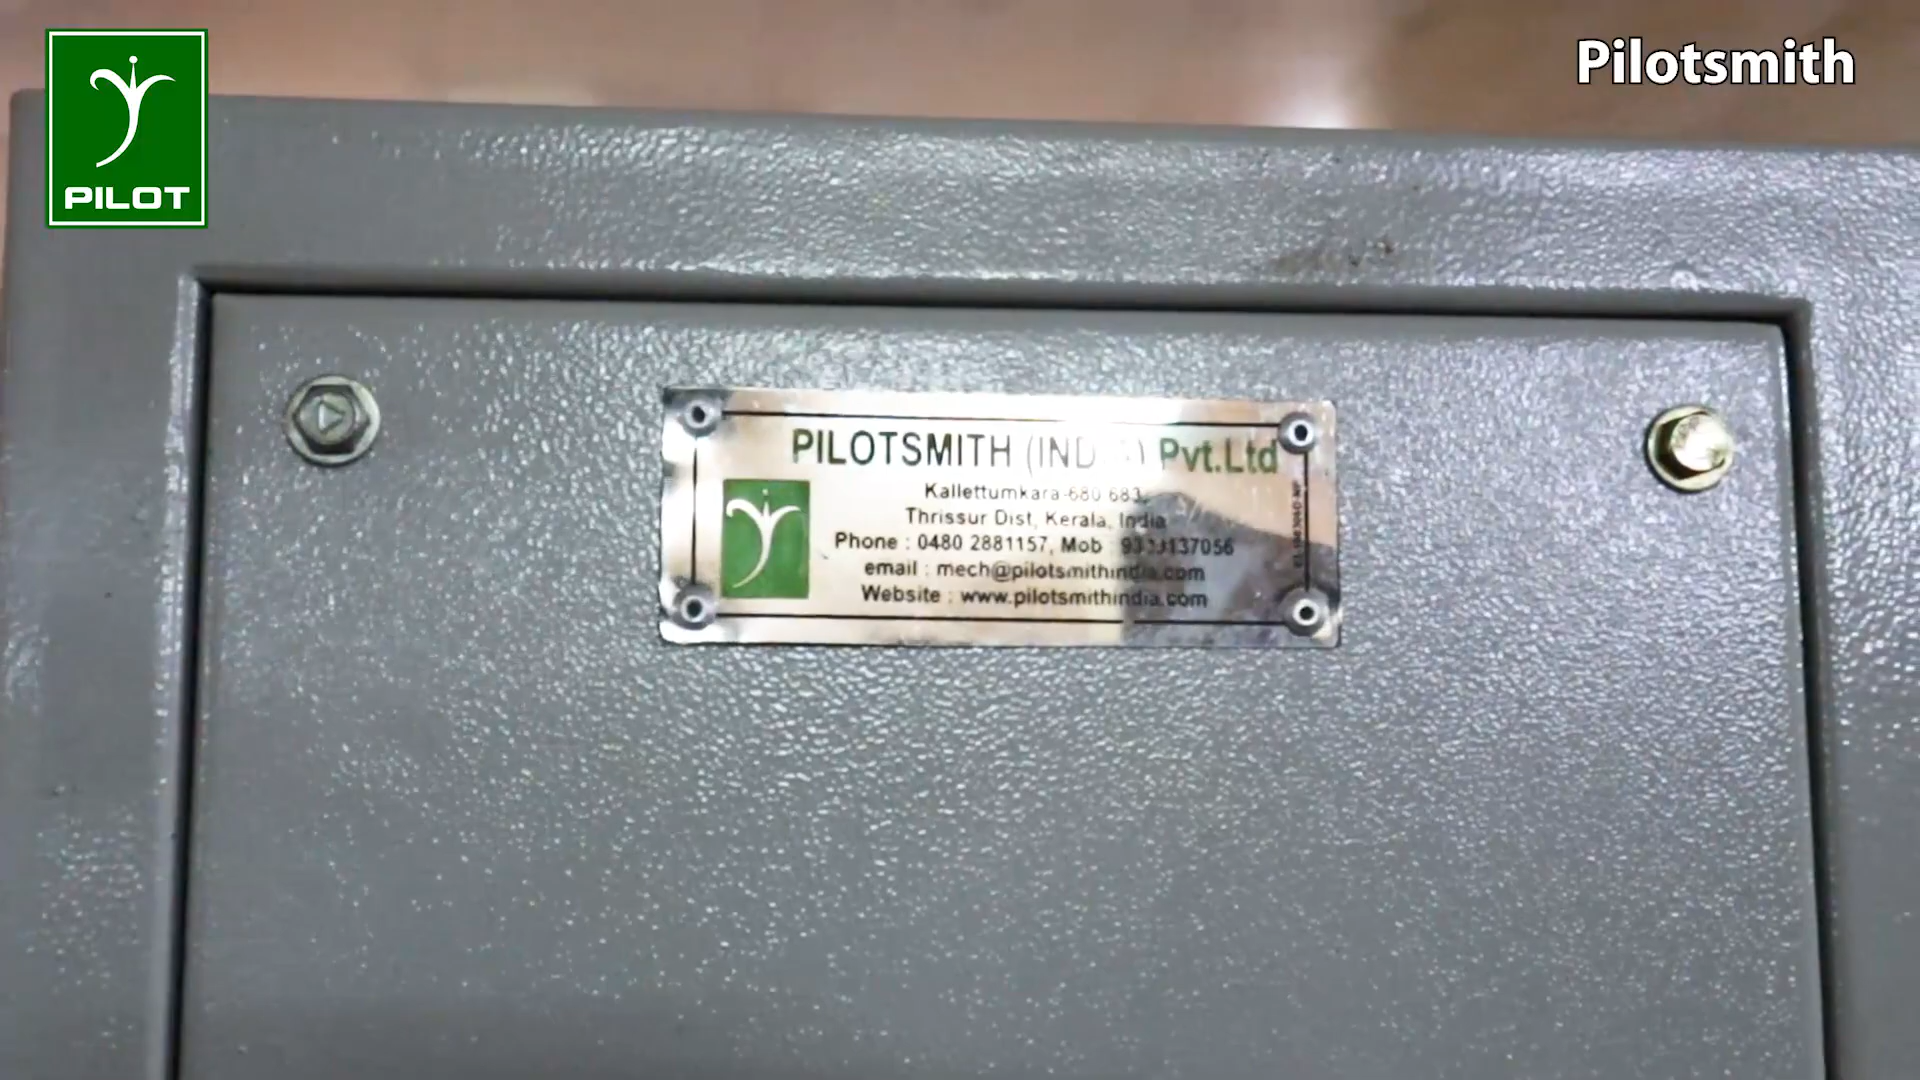 PILOT
Pilotsmith
PILOTSMITH (INDIA) Pvt.Ltd
Kallettumkara-680 683,
Thrissur Dist, Kerala, India
Phone : 0480 2881157, Mob :
email : mech@pilotsmithindia.com
Website : www.pilotsmithindia.com